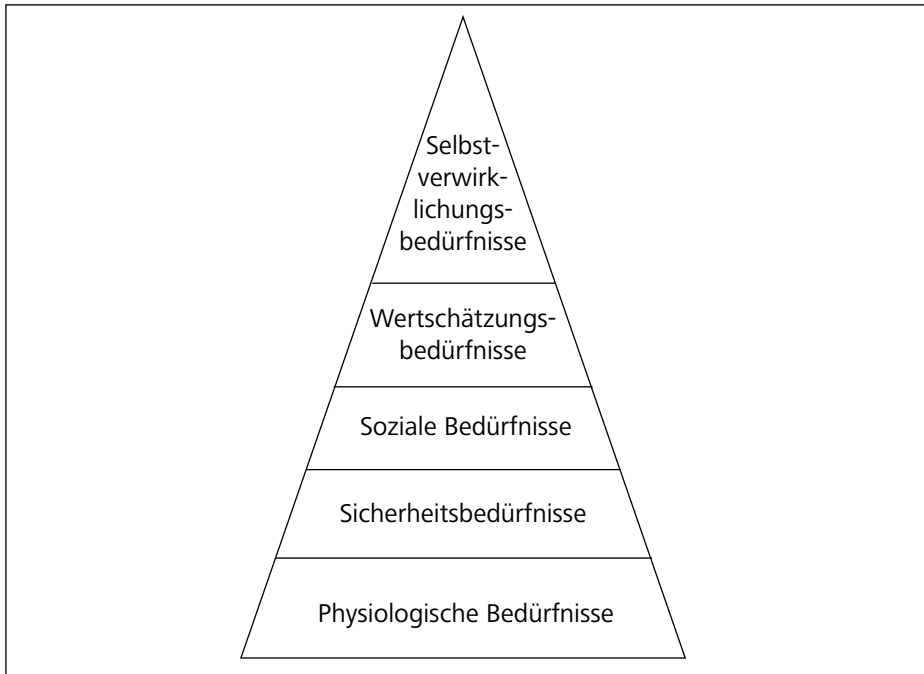 Selbst-
verwirk-
lichungs-
bedürfnisse
Wertschätzungs-
bedürfnisse
Soziale Bedürfnisse
Sicherheitsbedürfnisse
Physiologische Bedürfnisse